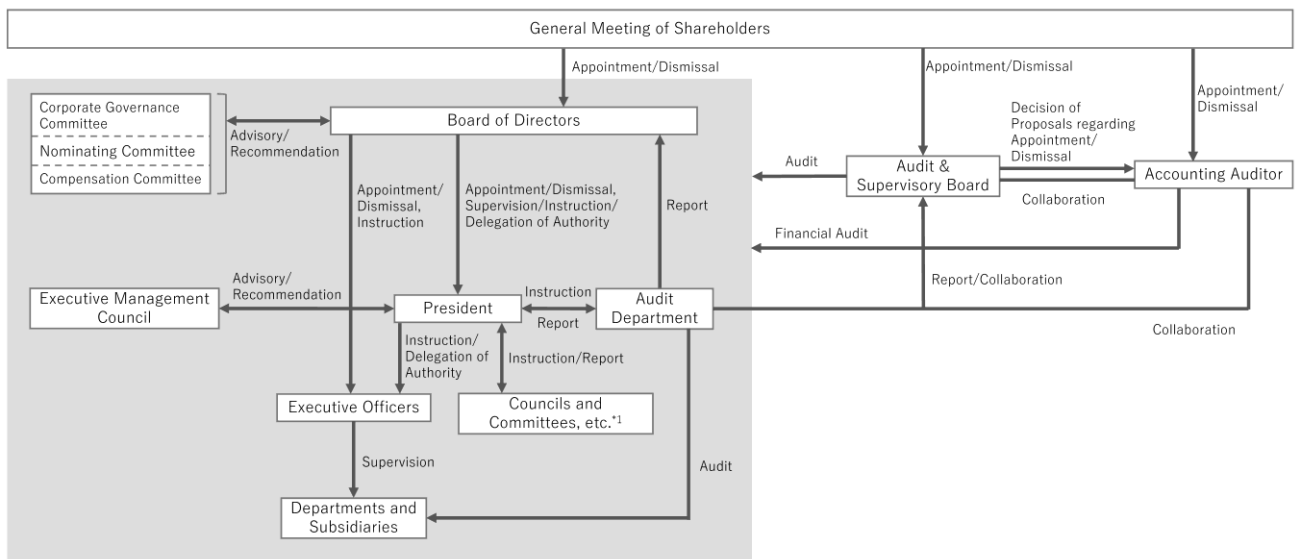 General Meeting of Shareholders
Appointment/Dismissal
Appointment/Dismissal
Appointment/
Dismissal
Corporate Governance
Committee
Nominating Committee
Compensation Committee
Advisory/
Recommendation
Board of Directors
Decision of
Proposals regarding
Appointment/
Dismissal
Audit
Audit &
Supervisory Board
Accounting Auditor
Collaboration
Appointment/
Dismissal,
Instruction
Appointment/Dismissal,
Supervision/Instruction/
Delegation of Authority
Report
Financial Audit
Advisory/
Recommendation
Executive Management
Council
President
Instruction
Report
Audit
Department
Report/Collaboration
Collaboration
Instruction/
Delegation of
Authority
Instruction/Report
Executive Officers
Councils and
Committees, etc.*1
Supervision
Audit
Departments and
Subsidiaries